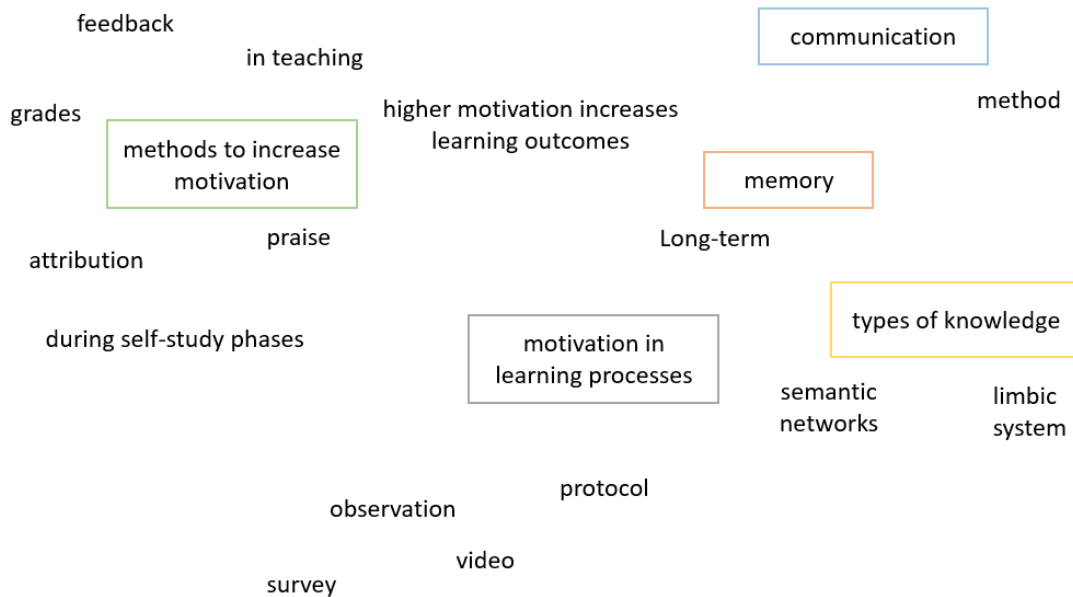 feedback
in teaching
communication
grades
higher motivation increases
learning outcomes
method
methods to increase
motivation
memory
praise
Long-term
attribution
during self-study phases
motivation in
learning processes
types of knowledge
semantic
networks
limbic
system
protocol
observation
video
survey